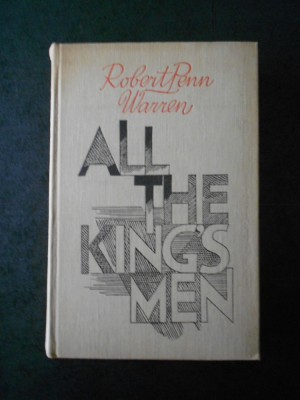 Robert Penn
Warren
ALL
THE
KING'S
MEN